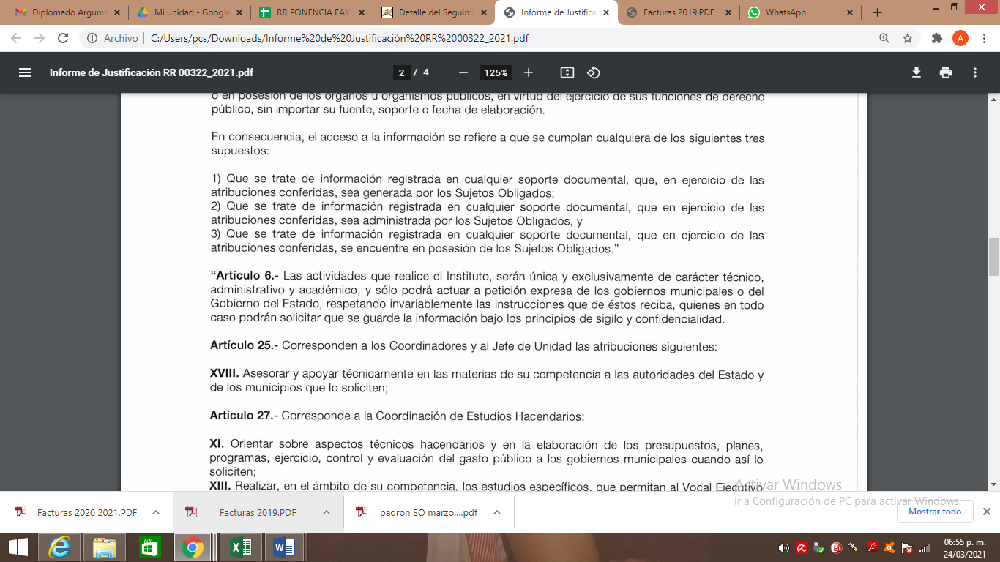 Diplomado Argume
Mi unidad - Google
RR PONENCIA EAY
Detalle del Seguim
Informe de Justifica
Facturas 2019.PDF
WhatsApp
Archivo
C:/Users/pcs/Downloads/Informe%20de%20Justificación%20RR%2000322_2021.pdf
A
Informe de Justificación RR 00322_2021.pdf
2 / 4
125%
o en posesión de los órganos u organismos públicos, en virtud del ejercicio de sus funciones de derecho
público, sin importar su fuente, soporte o fecha de elaboración.
En consecuencia, el acceso a la información se refiere a que se cumplan cualquiera de los siguientes tres
supuestos:
1) Que se trate de información registrada en cualquier soporte documental, que, en ejercicio de las
atribuciones conferidas, sea generada por los Sujetos Obligados;
2) Que se trate de información registrada en cualquier soporte documental, que en ejercicio de las
atribuciones conferidas, sea administrada por los Sujetos Obligados, y
3) Que se trate de información registrada en cualquier soporte documental, que en ejercicio de las
atribuciones conferidas, se encuentre en posesión de los Sujetos Obligados.”
“Artículo 6.- Las actividades que realice el Instituto, serán única y exclusivamente de carácter técnico,
administrativo y académico, y sólo podrá actuar a petición expresa de los gobiernos municipales o del
Gobierno del Estado, respetando invariablemente las instrucciones que de éstos reciba, quienes en todo
caso podrán solicitar que se guarde la información bajo los principios de sigilo y confidencialidad.
Artículo 25.- Corresponden a los Coordinadores y al Jefe de Unidad las atribuciones siguientes:
XVIII. Asesorar y apoyar técnicamente en las materias de su competencia a las autoridades del Estado y
de los municipios que lo soliciten;
Artículo 27.- Corresponde a la Coordinación de Estudios Hacendarios:
XI. Orientar sobre aspectos técnicos hacendarios y en la elaboración de los presupuestos, planes,
programas, ejercicio, control y evaluación del gasto público a los gobiernos municipales cuando así lo
soliciten;
XIII. Realizar, en el ámbito de su competencia, los estudios específicos, que permitan al Vocal Ejecutivo
Activar Windows
Ir a Configuración de PC para activar Windows.
Facturas 2020 2021.PDF
Facturas 2019.PDF
padron SO marzo....pdf
Mostrar todo
06:55 p. m.
24/03/2021